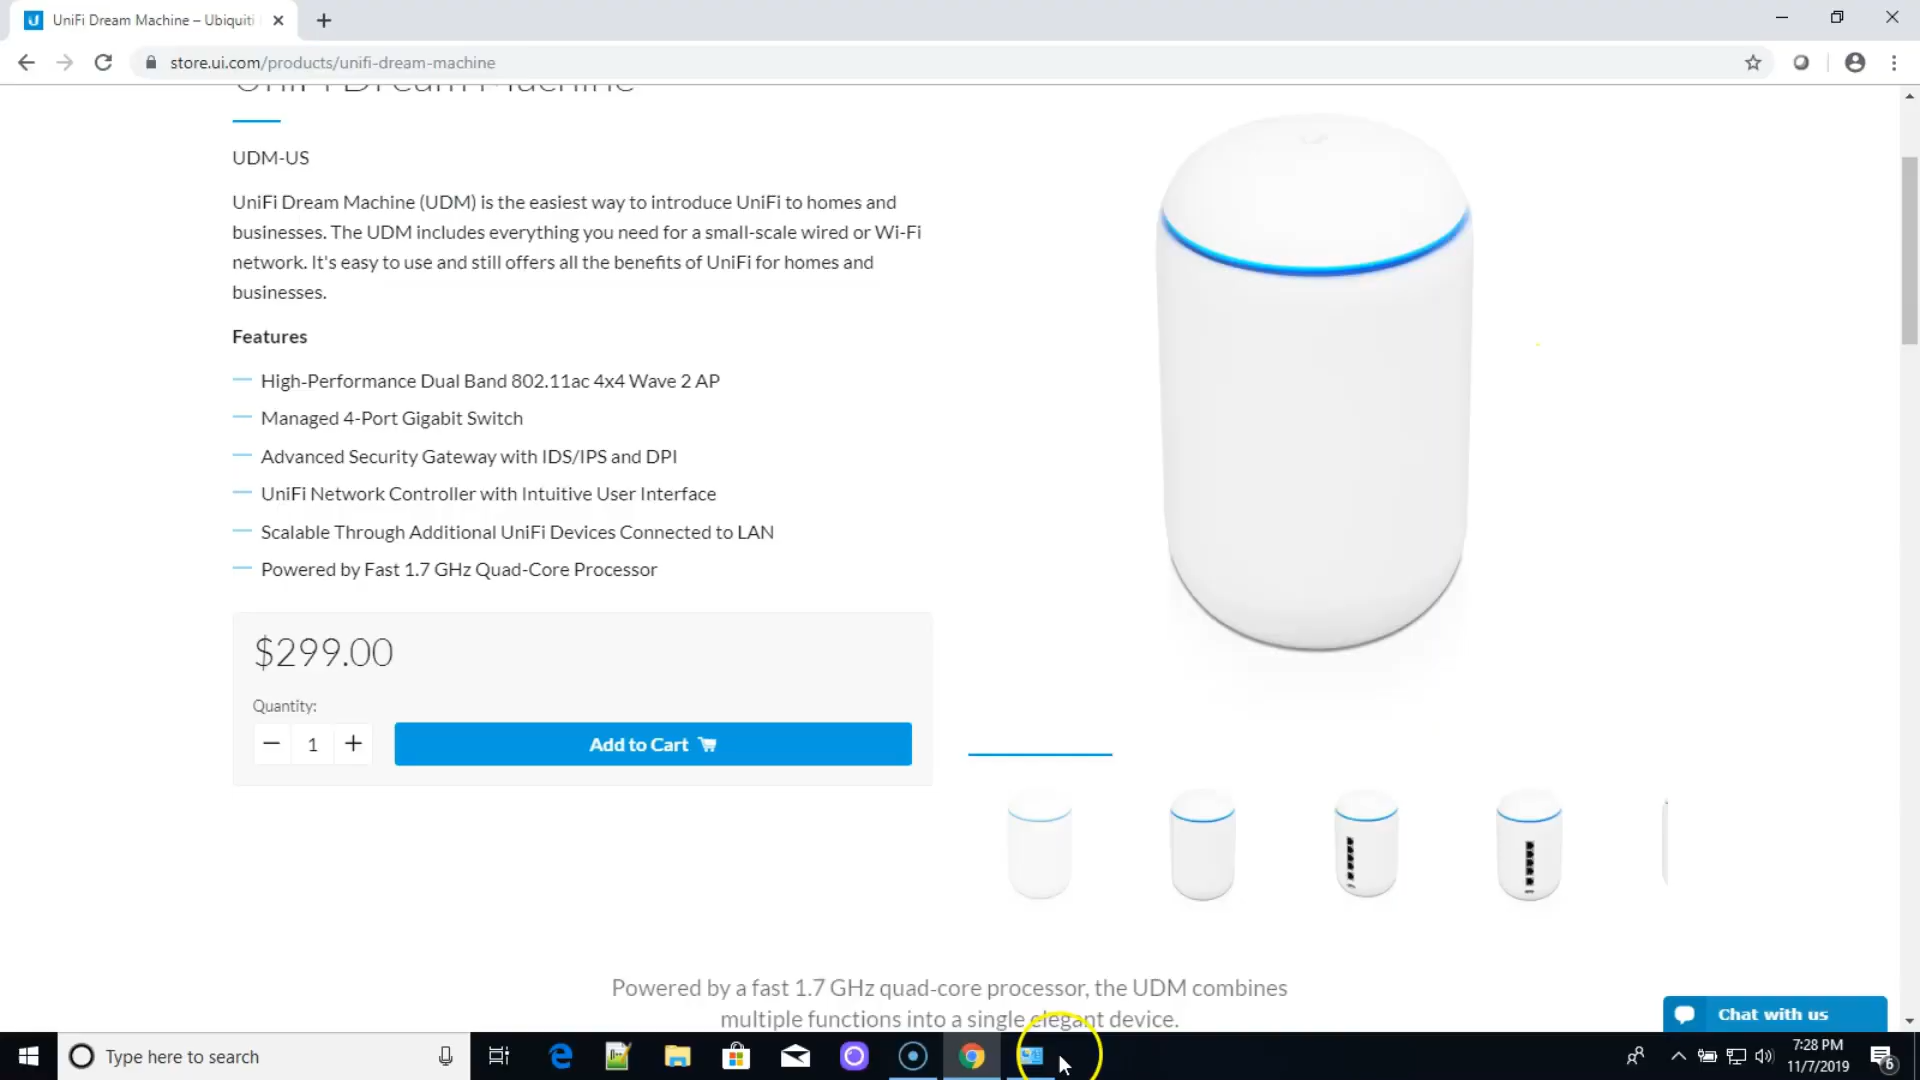 UniFi Dream Machine – Ubiquiti
store.ui.com/products/unifi-dream-machine
UniFi Dream Machine
UDM-US
UniFi Dream Machine (UDM) is the easiest way to introduce UniFi to homes and
businesses. The UDM includes everything you need for a small-scale wired or Wi-Fi
network. It's easy to use and still offers all the benefits of UniFi for homes and
businesses.
Features
High-Performance Dual Band 802.11ac 4x4 Wave 2 AP
Managed 4-Port Gigabit Switch
Advanced Security Gateway with IDS/IPS and DPI
UniFi Network Controller with Intuitive User Interface
Scalable Through Additional UniFi Devices Connected to LAN
Powered by Fast 1.7 GHz Quad-Core Processor
$299.00
Quantity:
1
Add to Cart
Powered by a fast 1.7 GHz quad-core processor, the UDM combines
multiple functions into a single elegant device.
Chat with us
Type here to search
7:28 PM
11/7/2019
6